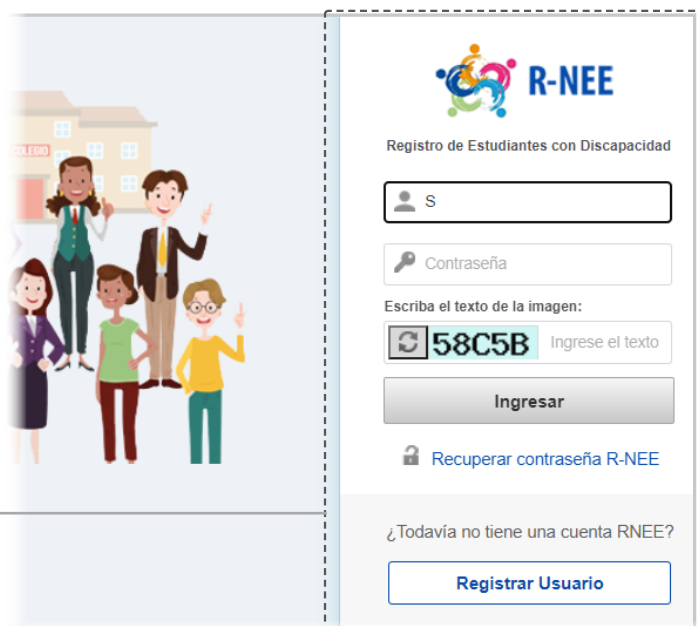 COLEGIO
R-NEE
Registro de Estudiantes con Discapacidad
S
Contraseña
Escriba el texto de la imagen:
58C5B Ingrese el texto
Ingresar
Recuperar contraseña R-NEE
¿Todavía no tiene una cuenta RNEE?
Registrar Usuario